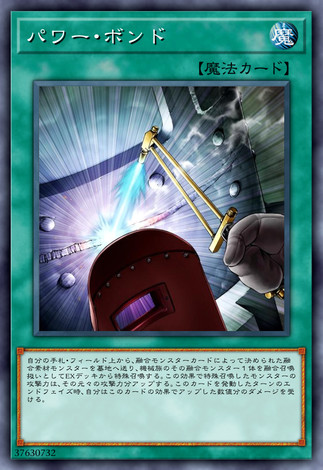 パワー・ボンド
魔
【魔法カード】
自分の手札・フィールド上から、融合モンスターカードによって決められた融
合素材モンスターを墓地へ送り、機械族のその融合モンスター１体を融合召喚
扱いとしてEXデッキから特殊召喚する。この効果で特殊召喚したモンスターの
攻撃力は、その元々の攻撃力分アップする。このカードを発動したターンのエ
ンドフェイズ時、自分はこのカードの効果でアップした数値分のダメージを受
ける。
37630732